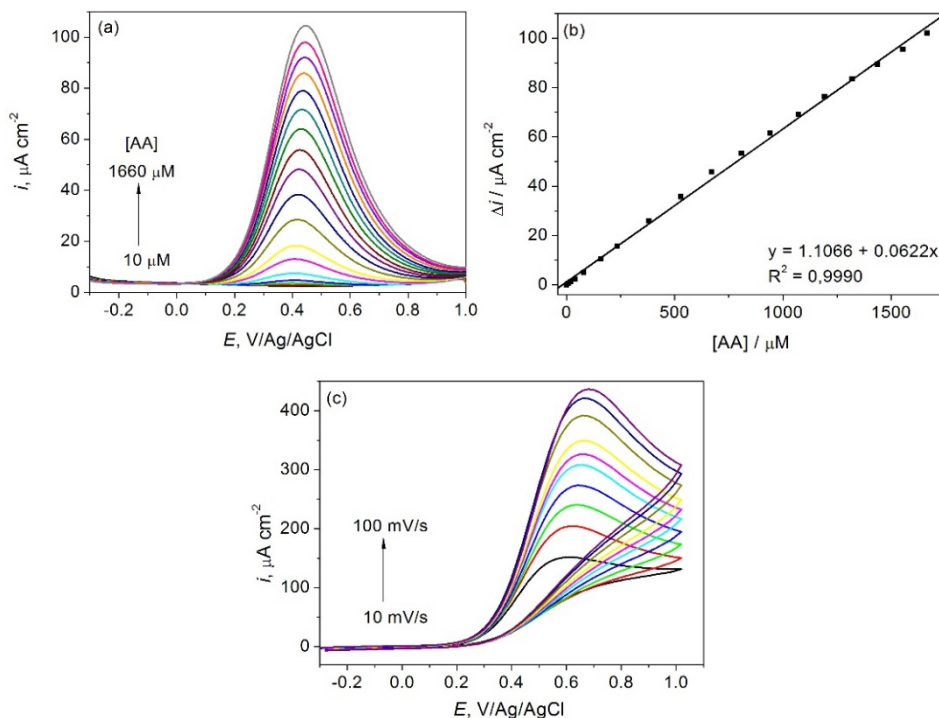 (a)
100
80
60
40
20
0
i, µA cm⁻²
[AA]
1660 µM
10 µM
-0.2 0.0 0.2 0.4 0.6 0.8 1.0
E, V/Ag/AgCl
(b)
100
80
60
40
20
0
Δi / µA cm⁻²
y = 1.1066 + 0.0622x
R² = 0,9990
0 500 1000 1500
[AA] / µM
(c)
400
300
200
100
0
i, µA cm⁻²
100 mV/s
10 mV/s
-0.2 0.0 0.2 0.4 0.6 0.8 1.0
E, V/Ag/AgCl